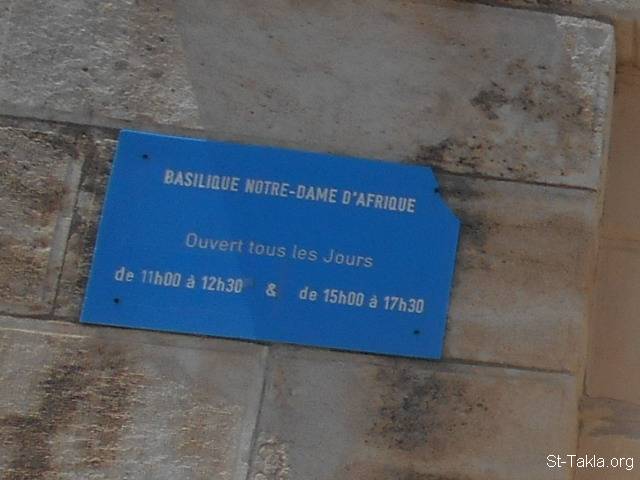 BASILIQUE NOTRE-DAME D'AFRIQUE
Ouvert tous les Jours
de 11h00 à 12h30 & de 15h00 à 17h30
St-Takla.org